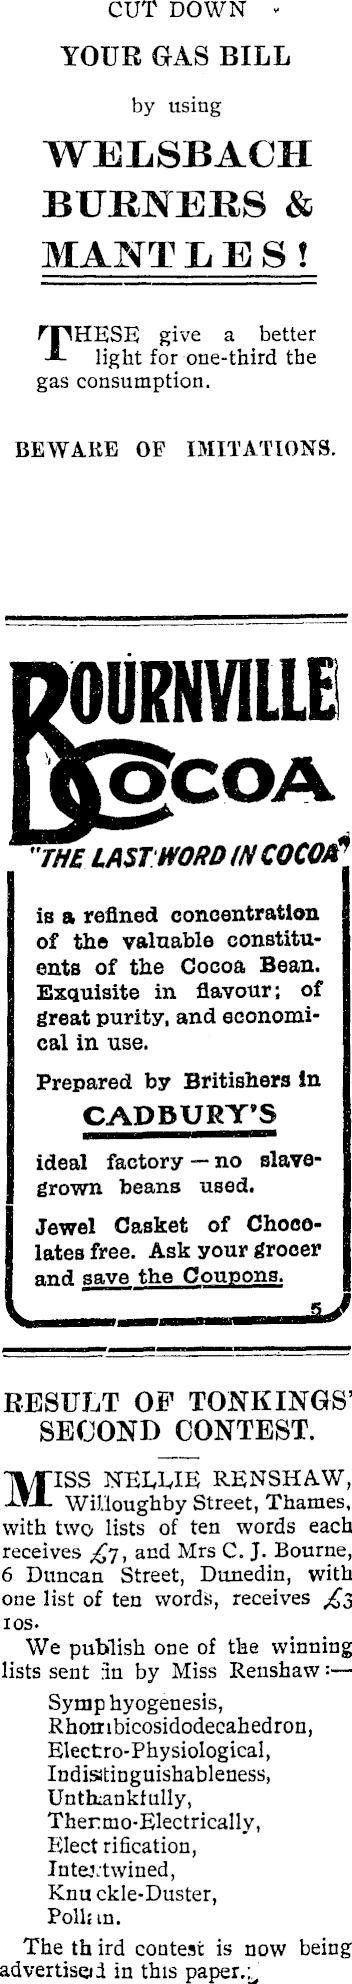 CUT DOWN
YOUR GAS BILL
by using
WELSBACH
BURNERS &
MANTLES!
THESE give a better
light for one-third the
gas consumption.
BEWARE OF IMITATIONS.
BOURNVILLE
COCOA
"THE LAST WORD IN COCOA"
is a refined concentration
of the valuable constitu-
ents of the Cocoa Bean.
Exquisite in flavour; of
great purity, and economi-
cal in use.
Prepared by Britishers in
CADBURY'S
ideal factory — no slave-
grown beans used.
Jewel Casket of Choco-
lates free. Ask your grocer
and save the Coupons.
5
RESULT OF TONKINGS'
SECOND CONTEST.
MISS NELLIE RENSHAW,
Willoughby Street, Thames,
with two lists of ten words each
receives £7, and Mrs C. J. Bourne,
6 Duncan Street, Dunedin, with
one list of ten words, receives £3
10s.
We publish one of the winning
lists sent in by Miss Renshaw:—
Symphyogenesis,
Rhombicosidodecahedron,
Electro-Physiological,
Indistinguishableness,
Unthankfully,
Thermo-Electrically,
Electrification,
Intertwined,
Knuckle-Duster,
The third contest is now being
advertised in this paper.